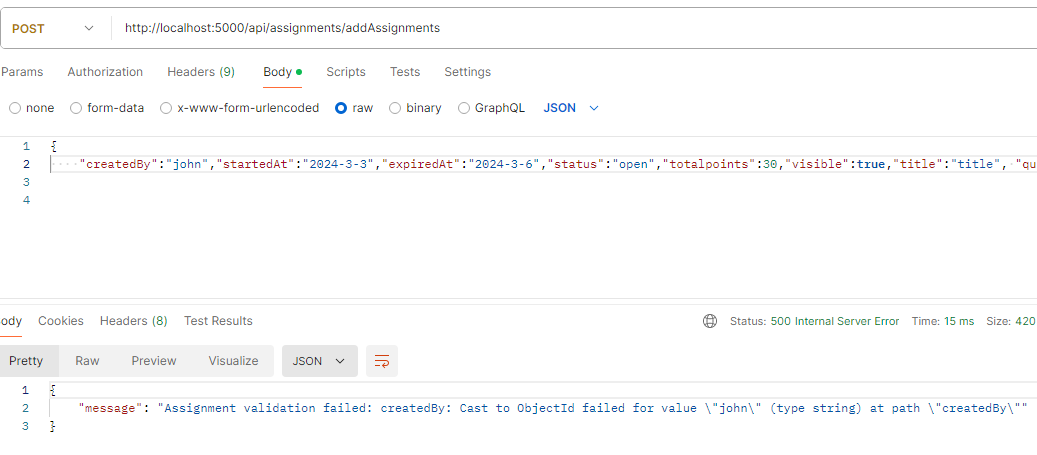 POST http://localhost:5000/api/assignments/addAssignments
Params Authorization Headers (9) Body Scripts Tests Settings
none form-data x-www-form-urlencoded raw binary GraphQL JSON
1 {
2 "createdBy":"john","startedAt":"2024-3-3","expiredAt":"2024-3-6","status":"open","totalpoints":30,"visible":true,"title":"title", "qu
3
4
ody Cookies Headers (8) Test Results Status: 500 Internal Server Error Time: 15 ms Size: 420
Pretty Raw Preview Visualize JSON
1 {
2 "message": "Assignment validation failed: createdBy: Cast to ObjectId failed for value \"john\" (type string) at path \"createdBy\""
3 }